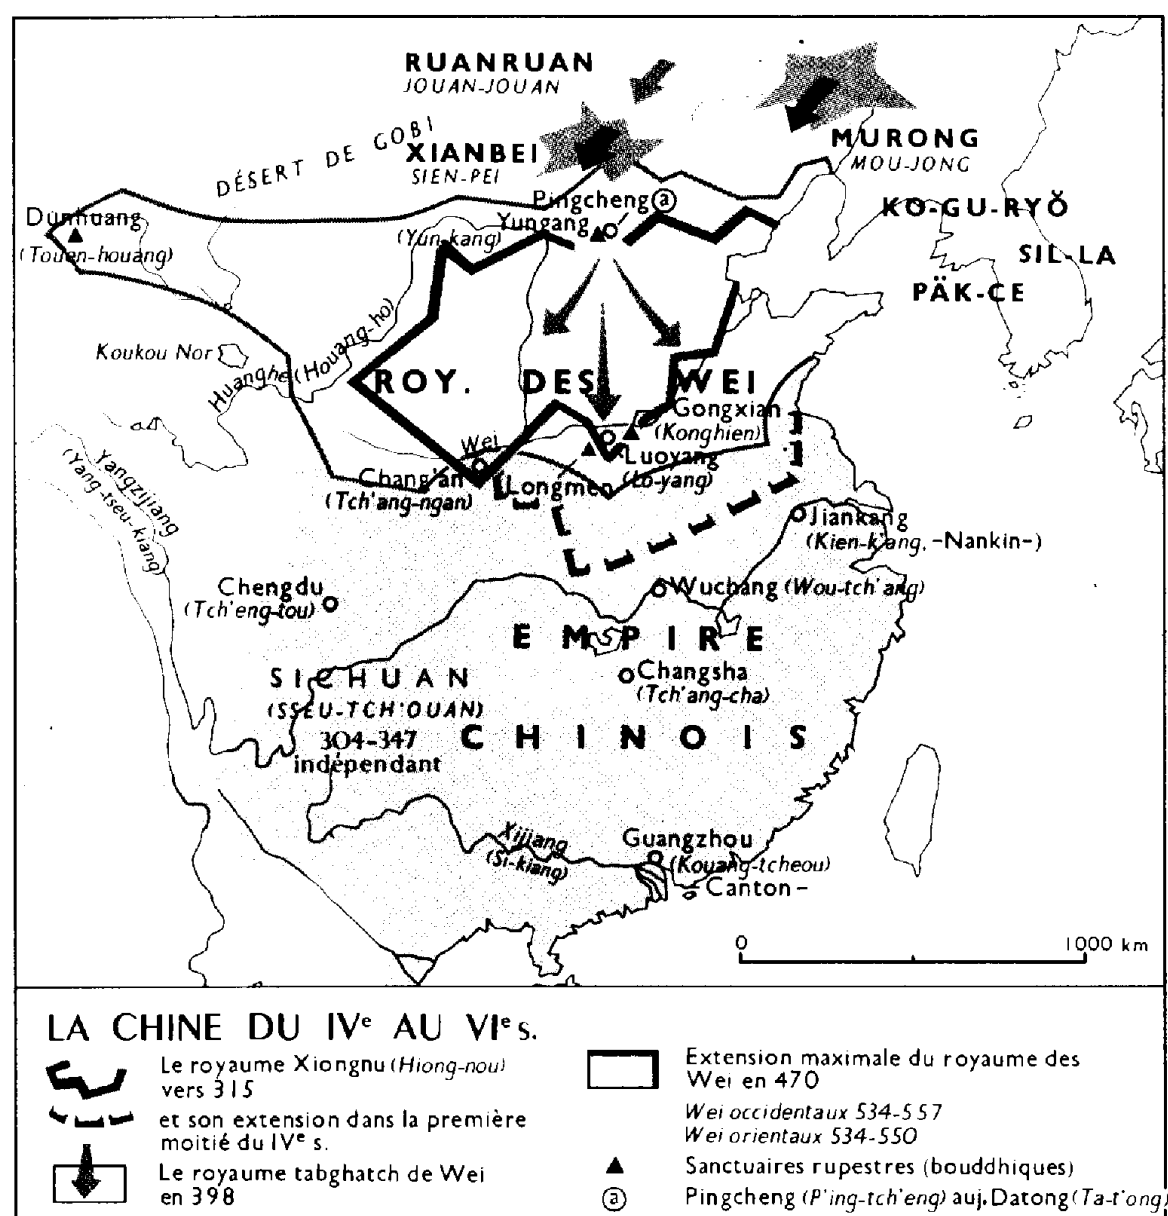 RUANRUAN
JOUAN-JOUAN
DÉSERT DE GOBI
XIANBEI
SIEN-PEI
MURONG
MOU-JONG
Dunhuang
(Touen-houang)
Pingcheng ⓐ
Yungang
(Yun-kang)
KO-GU-RYŎ
SIL-LA
PÄK-CE
Koukou Nor
Huanghe (Houang-ho)
ROY. DES WEI
Gongxian
(Konghien)
Wei
Luoyang
(Lo-yang)
Chang'an
(Tch'ang-ngan)
Longmen
Yangzijiang
(Yang-tseu-kiang)
Jiankang
(Kien-k'ang, -Nankin-)
Chengdu
(Tch'eng-tou)
Wuchang (Wou-tch'ang)
EMPIRE
Changsha
(Tch'ang-cha)
SICHUAN
(SSEU-TCH'OUAN)
304-347
indépendant
CHINOIS
Xijiang
(Si-kiang)
Guangzhou
(Kouang-tcheou)
- Canton -
0 1000 km
LA CHINE DU IVe AU VIe s.
Le royaume Xiongnu (Hiong-nou)
vers 315
et son extension dans la première
moitié du IVe s.
Le royaume tabghatch de Wei
en 398
Extension maximale du royaume des
Wei en 470
Wei occidentaux 534-557
Wei orientaux 534-550
Sanctuaires rupestres (bouddhiques)
ⓐ Pingcheng (P'ing-tch'eng) auj. Datong (Ta-t'ong)